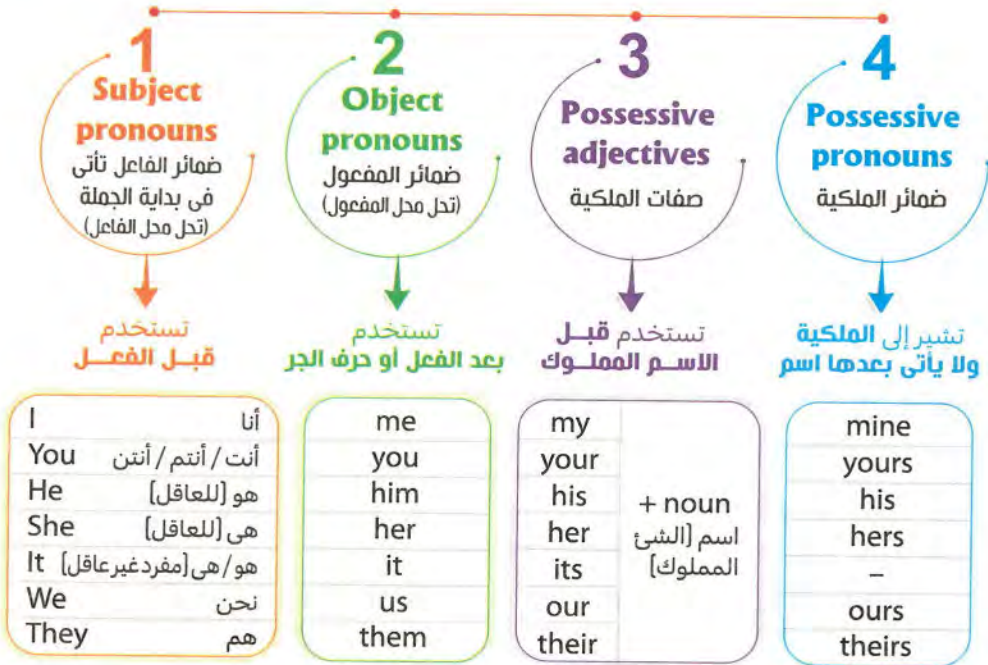 1
Subject
pronouns
ضمائر الفاعل تأتى
فى بداية الجملة
(تحل محل الفاعل)
تستخدم
قبل الفعــل
I أنا
You أنت / أنتم / أنتن
He هو [للعاقل]
She هى [للعاقل]
It هو/هى [مفرد غير عاقل]
We نحن
They هم
2
Object
pronouns
ضمائر المفعول
(تحل محل المفعول)
تستخدم
بعد الفعل أو حرف الجر
me
you
him
her
it
us
them
3
Possessive
adjectives
صفات الملكية
تستخدم قبل
الاســم المملــوك
my
your
his
her
its
our
their
+ noun
اسم [الشئ
المملوك]
4
Possessive
pronouns
ضمائر الملكية
تشير إلى الملكية
ولا يأتى بعدها اسم
mine
yours
his
hers
–
ours
theirs